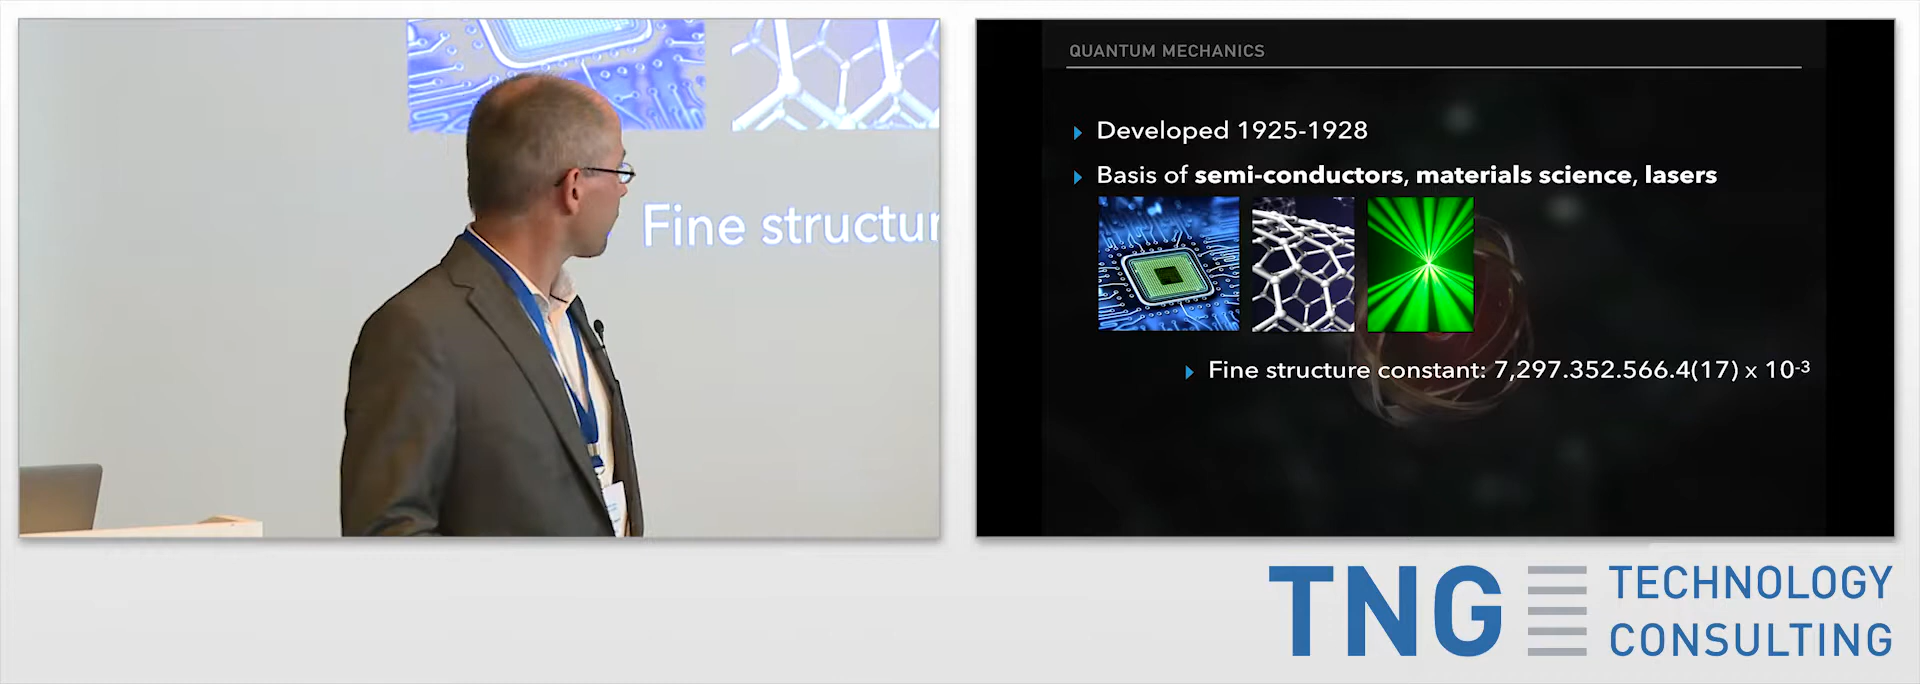 Fine structur
QUANTUM MECHANICS
Developed 1925-1928
Basis of semi-conductors, materials science, lasers
Fine structure constant: 7,297.352.566.4(17) x 10-3
TNG TECHNOLOGY
CONSULTING